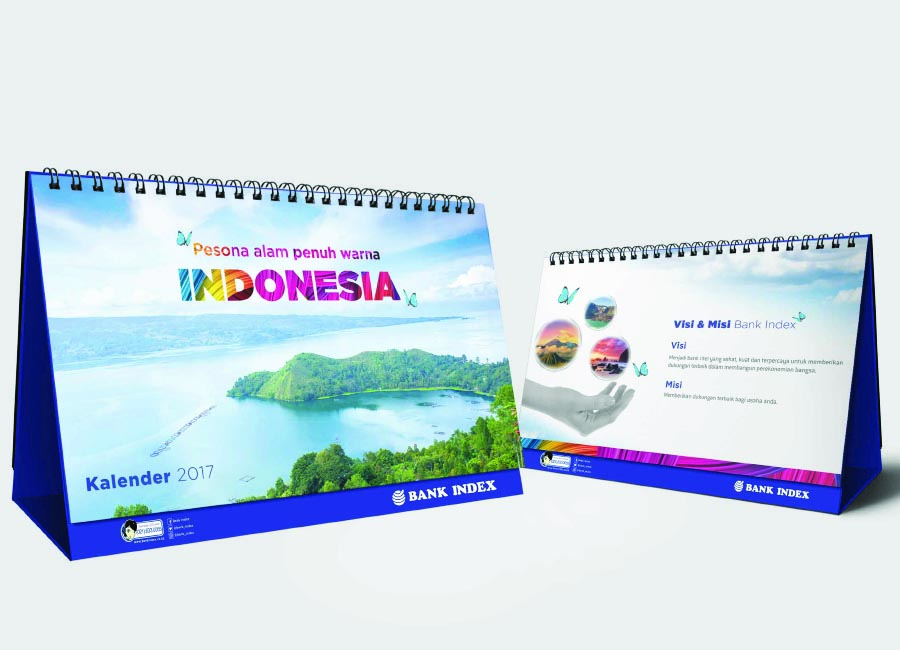 Pesona alam penuh warna
INDONESIA
Kalender 2017
BANK INDEX
Visi & Misi Bank Index
Visi
Menjadi bank ritel yang sehat, kuat dan terpercaya untuk memberikan
dukungan terbaik dalam membangun perekonomian bangsa.
Misi
Memberikan dukungan terbaik bagi usaha anda.
BANK INDEX